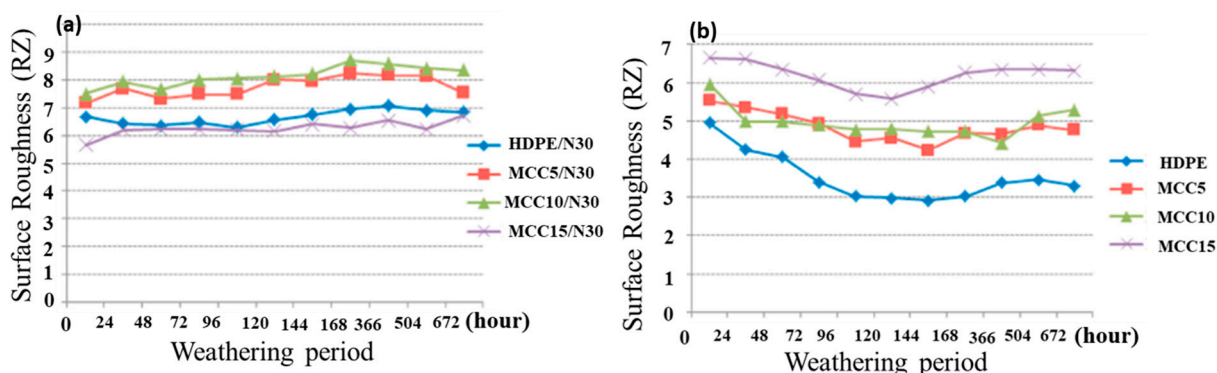 (a)
Surface Roughness (RZ)
9
8
7
6
5
4
3
2
1
0
0 24 48 72 96 120 144 168 366 504 672 (hour)
Weathering period
HDPE/N30
MCC5/N30
MCC10/N30
MCC15/N30
(b)
Surface Roughness (RZ)
7
6
5
4
3
2
1
0
0 24 48 72 96 120 144 168 366 504 672 (hour)
Weathering period
HDPE
MCC5
MCC10
MCC15